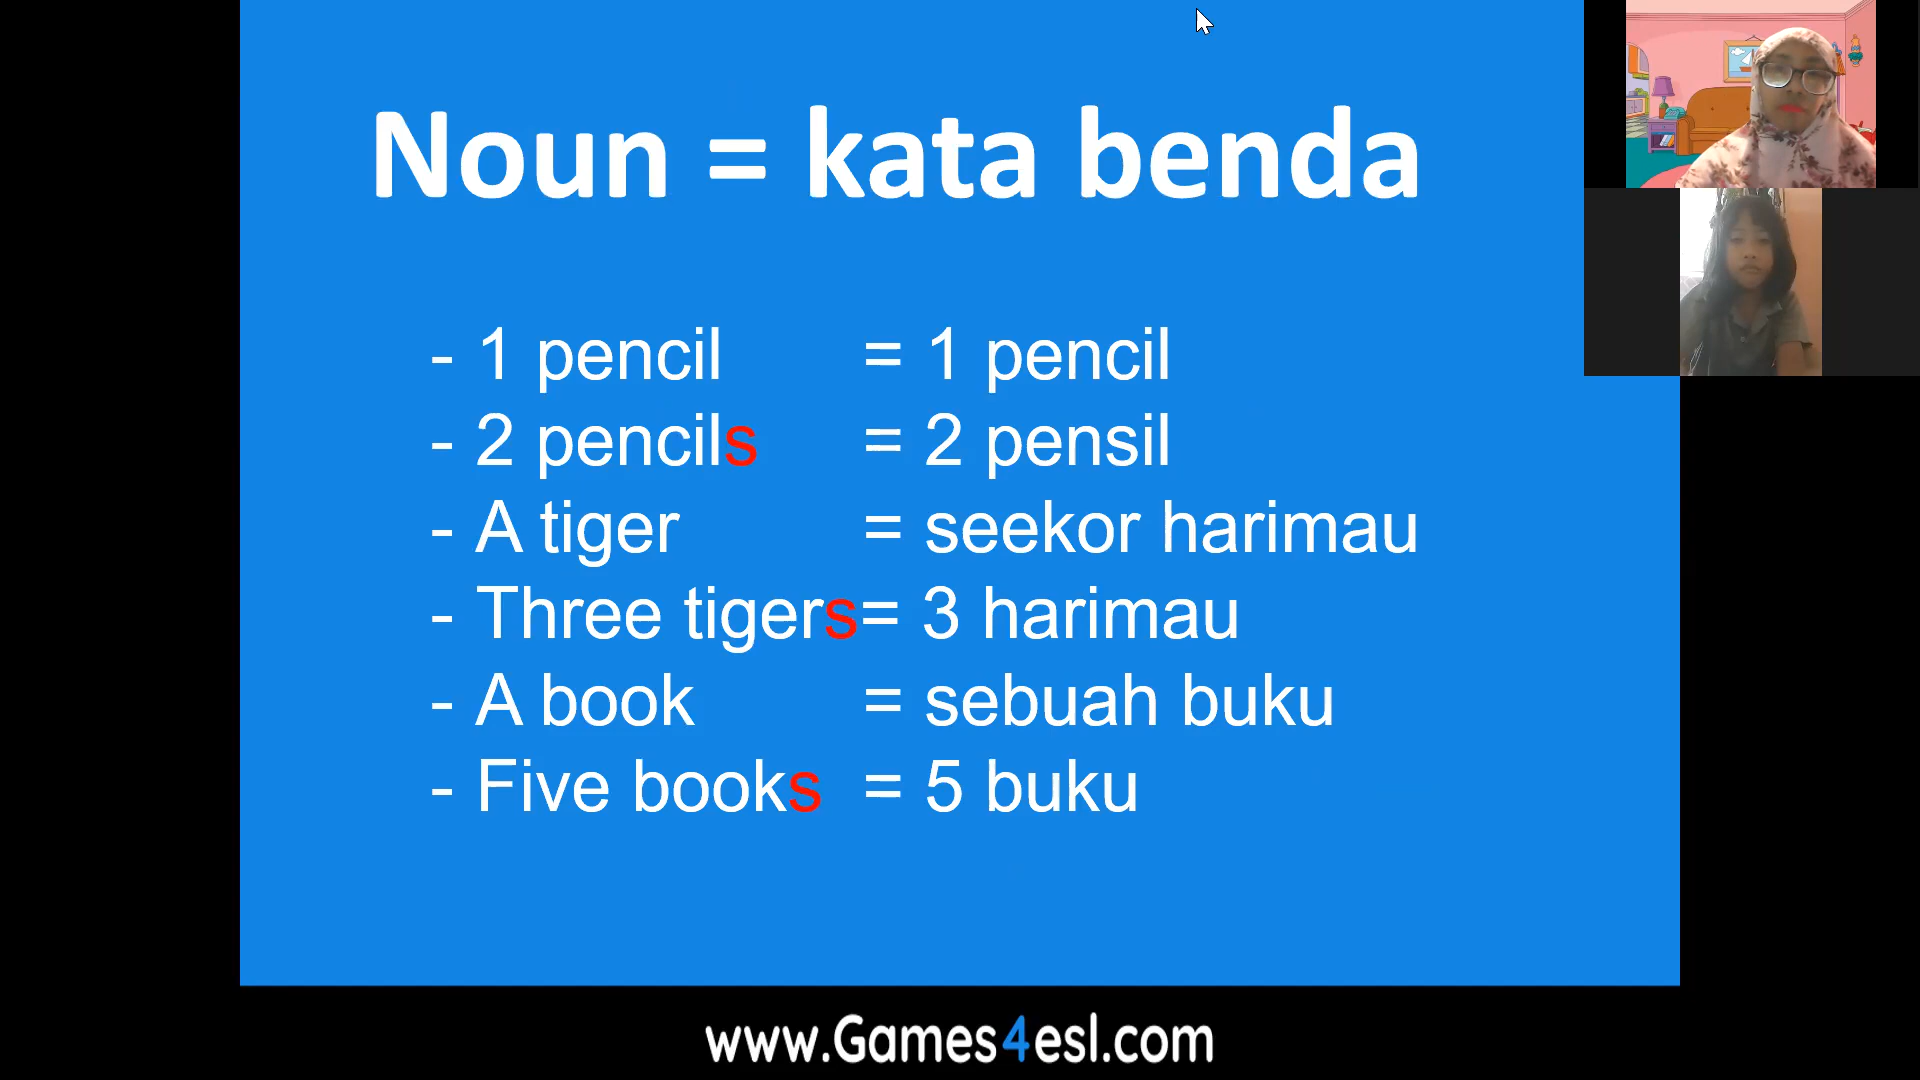 Noun = kata benda
- 1 pencil = 1 pencil
- 2 pencils = 2 pensil
- A tiger = seekor harimau
- Three tigers= 3 harimau
- A book = sebuah buku
- Five books = 5 buku
www.Games4esl.com